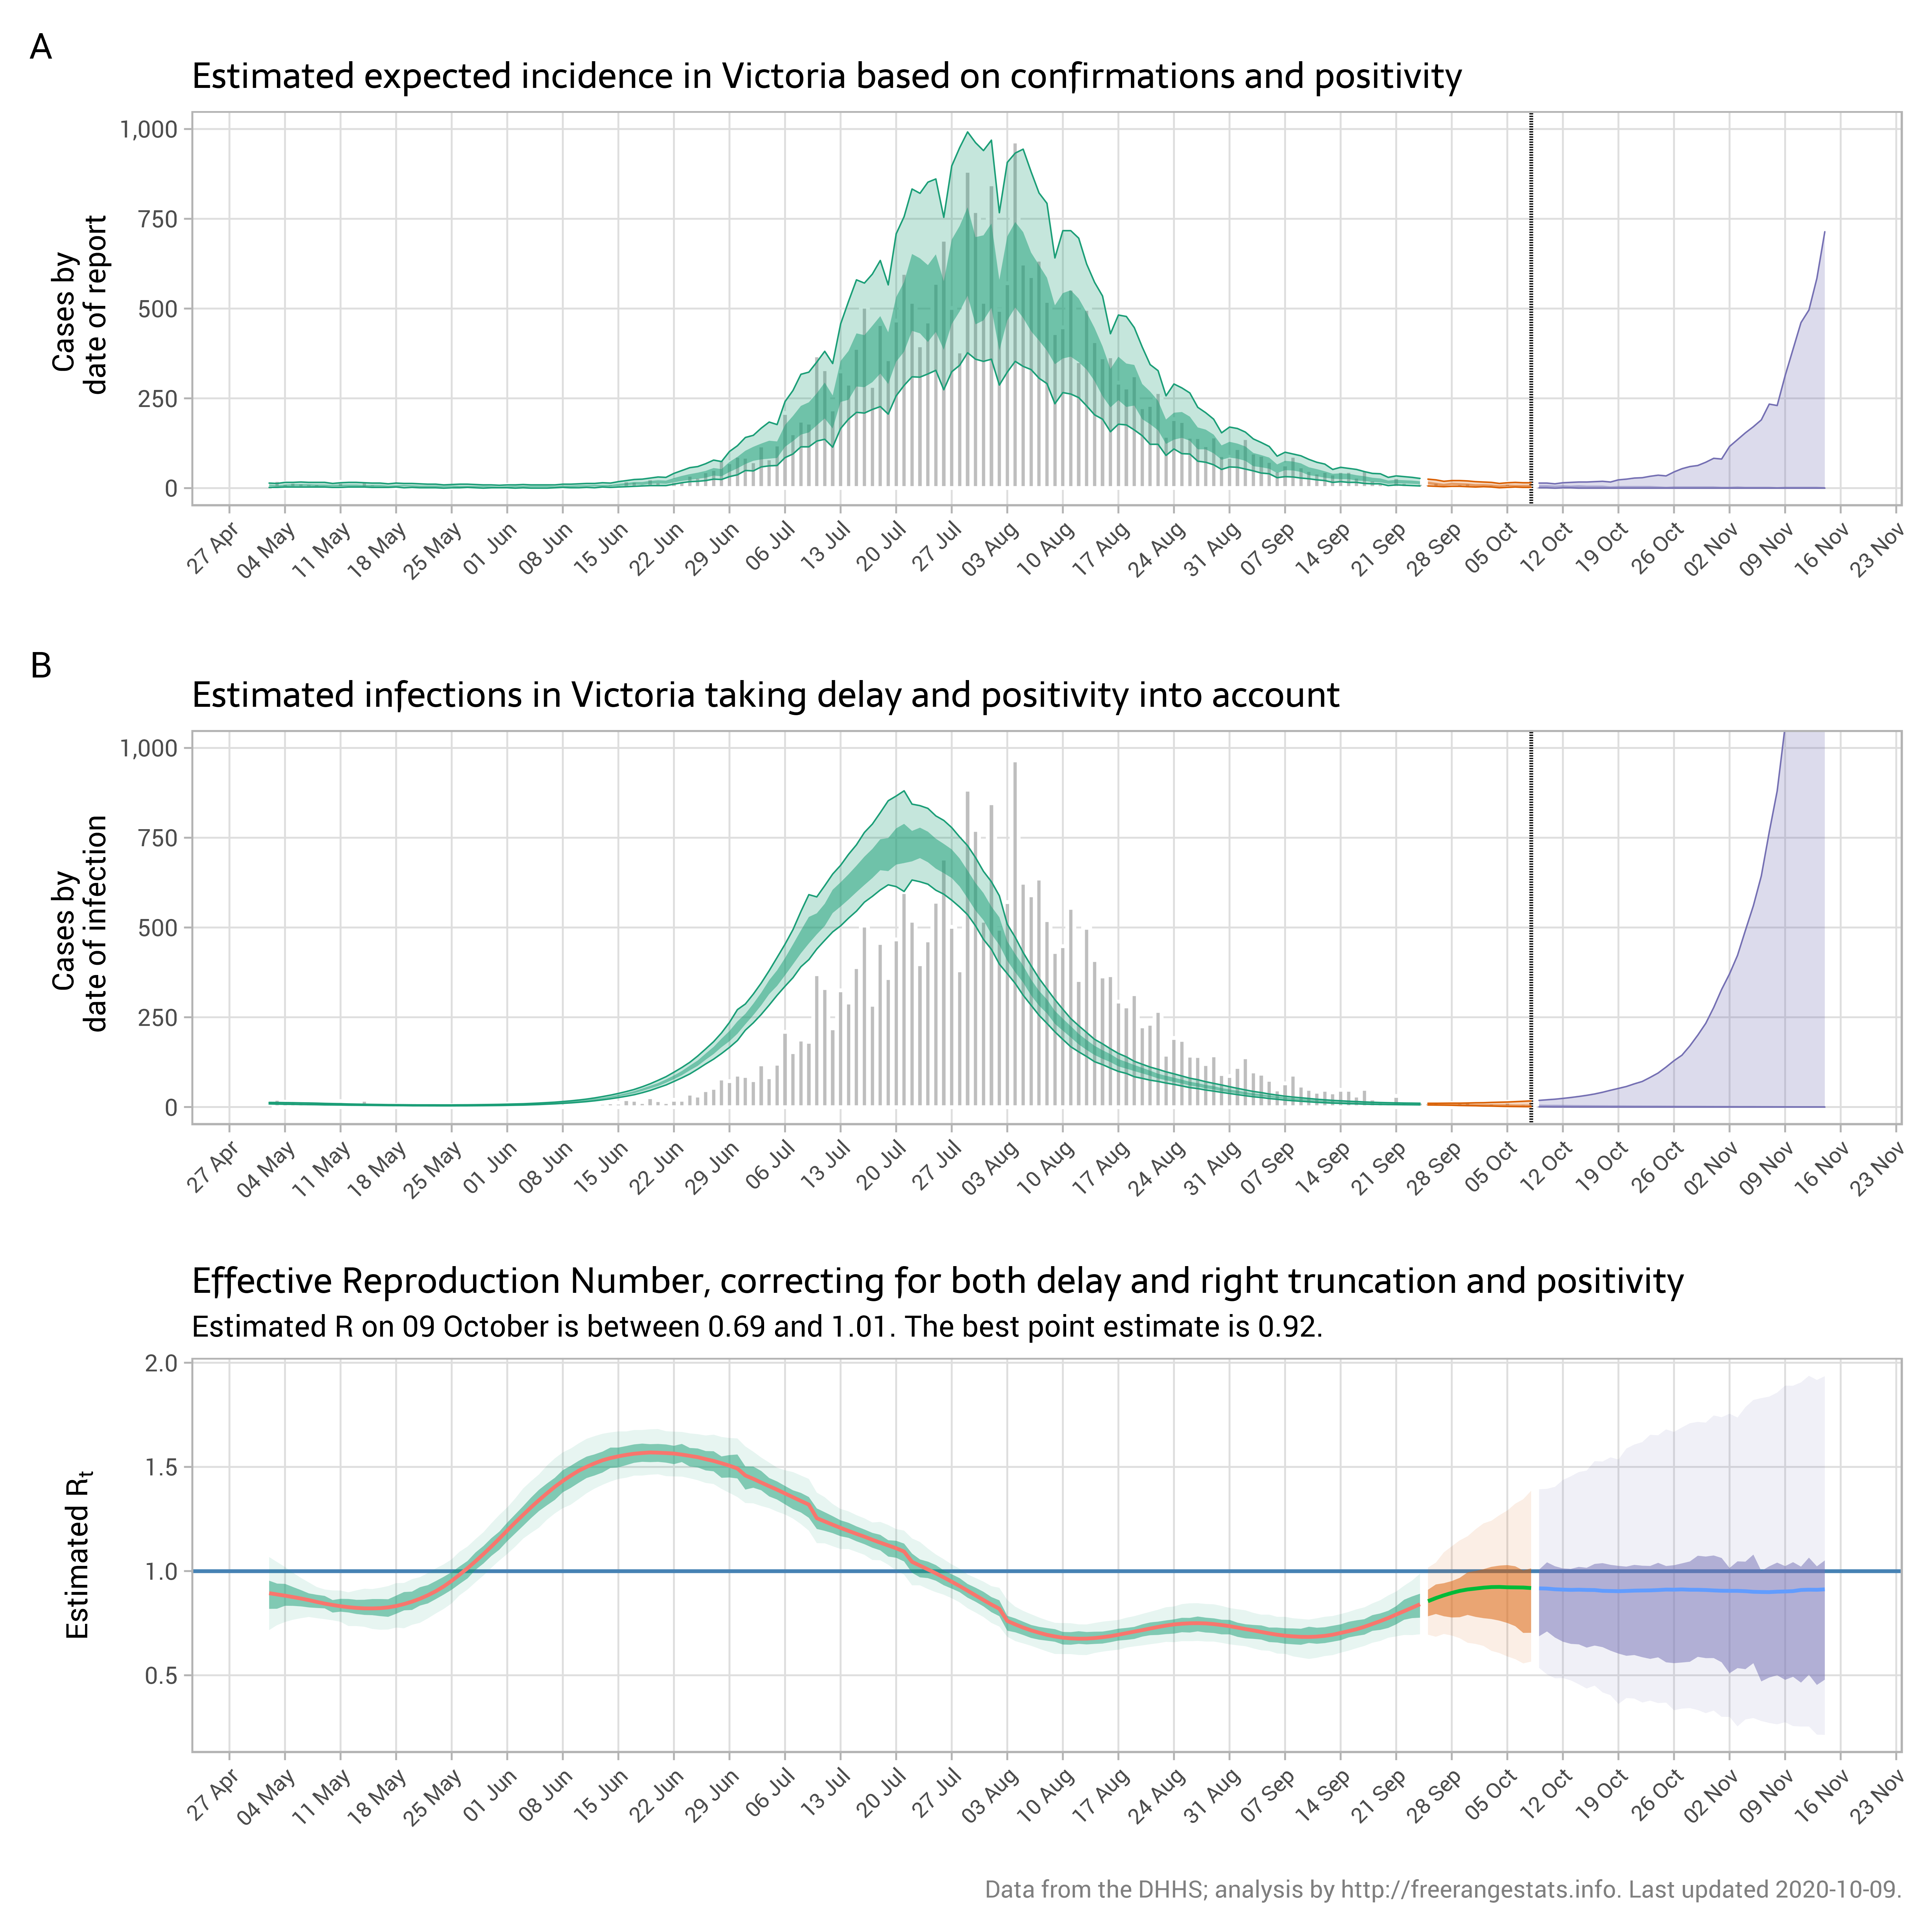 A
Estimated expected incidence in Victoria based on confirmations and positivity
Cases by
date of report
1,000
750
500
250
0
27 Apr
04 May
11 May
18 May
25 May
01 Jun
08 Jun
15 Jun
22 Jun
29 Jun
06 Jul
13 Jul
20 Jul
27 Jul
03 Aug
10 Aug
17 Aug
24 Aug
31 Aug
07 Sep
14 Sep
21 Sep
28 Sep
05 Oct
12 Oct
19 Oct
26 Oct
02 Nov
09 Nov
16 Nov
23 Nov
B
Estimated infections in Victoria taking delay and positivity into account
Cases by
date of infection
1,000
750
500
250
0
27 Apr
04 May
11 May
18 May
25 May
01 Jun
08 Jun
15 Jun
22 Jun
29 Jun
06 Jul
13 Jul
20 Jul
27 Jul
03 Aug
10 Aug
17 Aug
24 Aug
31 Aug
07 Sep
14 Sep
21 Sep
28 Sep
05 Oct
12 Oct
19 Oct
26 Oct
02 Nov
09 Nov
16 Nov
23 Nov
Effective Reproduction Number, correcting for both delay and right truncation and positivity
Estimated R on 09 October is between 0.69 and 1.01. The best point estimate is 0.92.
Estimated Rt
2.0
1.5
1.0
0.5
27 Apr
04 May
11 May
18 May
25 May
01 Jun
08 Jun
15 Jun
22 Jun
29 Jun
06 Jul
13 Jul
20 Jul
27 Jul
03 Aug
10 Aug
17 Aug
24 Aug
31 Aug
07 Sep
14 Sep
21 Sep
28 Sep
05 Oct
12 Oct
19 Oct
26 Oct
02 Nov
09 Nov
16 Nov
23 Nov
Data from the DHHS; analysis by http://freerangestats.info. Last updated 2020-10-09.